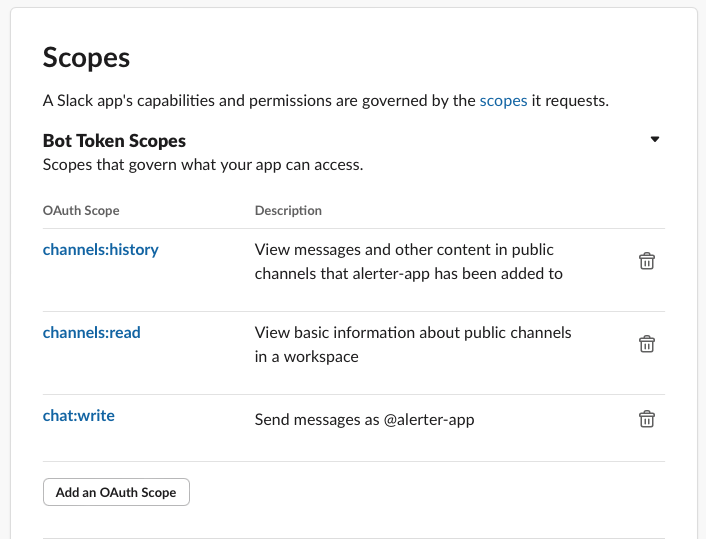 Scopes
A Slack app's capabilities and permissions are governed by the scopes it requests.
Bot Token Scopes
Scopes that govern what your app can access.
OAuth Scope
Description
channels:history
View messages and other content in public
channels that alerter-app has been added to
channels:read
View basic information about public channels
in a workspace
chat:write
Send messages as @alerter-app
Add an OAuth Scope